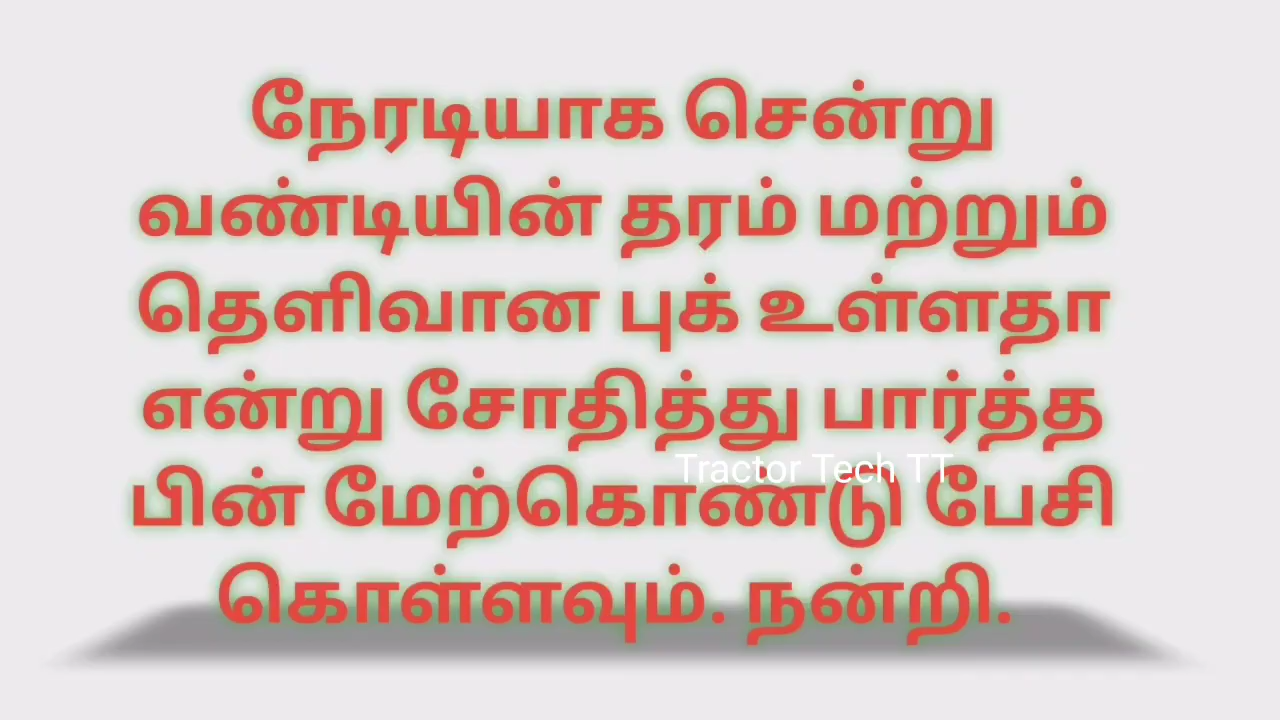 நேரடியாக சென்று
வண்டியின் தரம் மற்றும்
தெளிவான புக் உள்ளதா
என்று சோதித்து பார்த்த
Tractor Tech TT
பின் மேற்கொண்டு பேசி
கொள்ளவும். நன்றி.